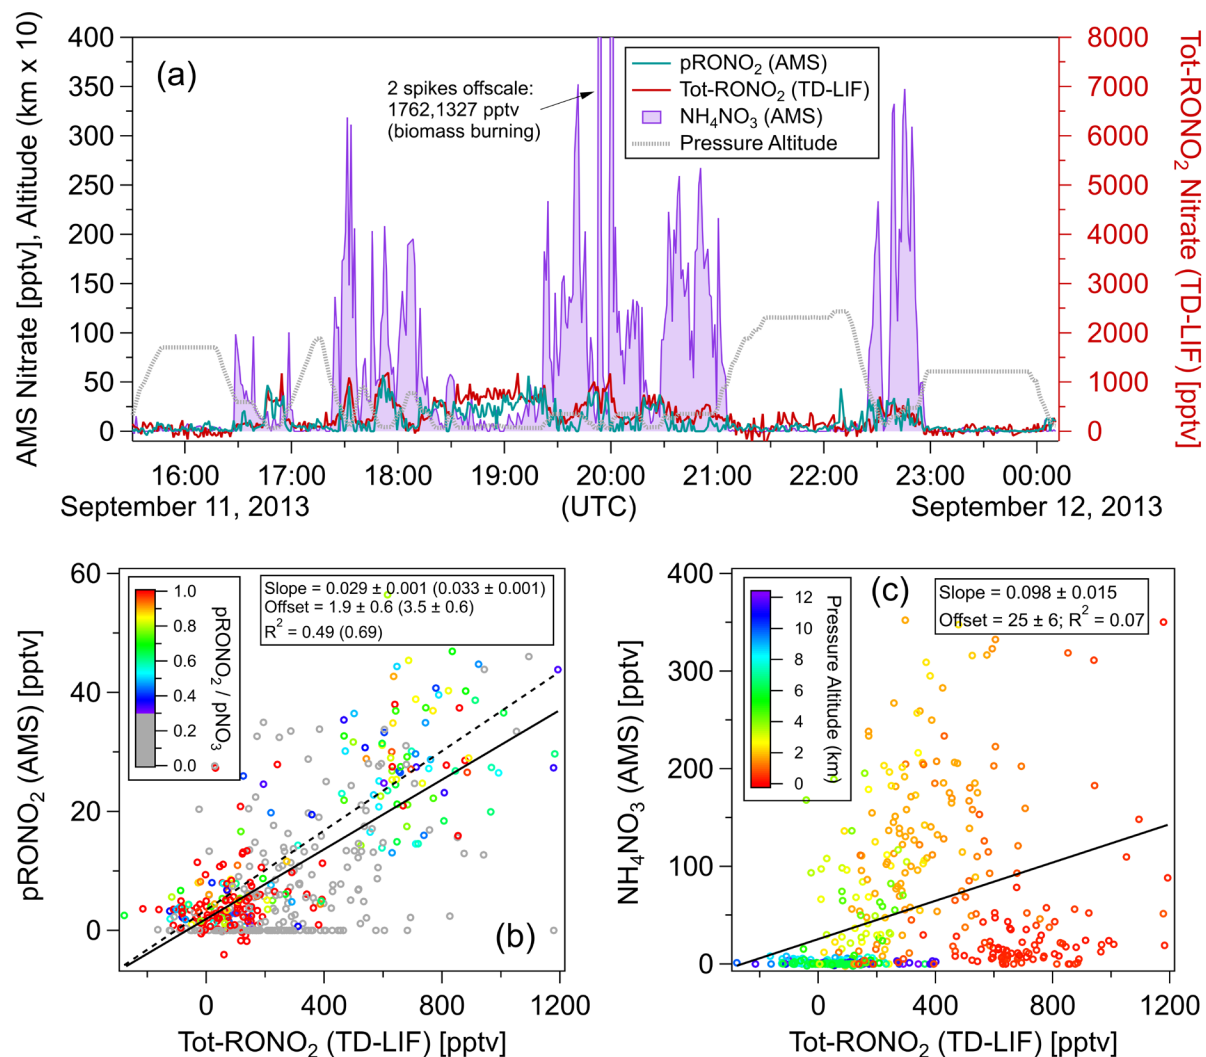 (a)
AMS Nitrate [pptv], Altitude (km x 10)
400
350
300
250
200
150
100
50
0
2 spikes offscale:
1762,1327 pptv
(biomass burning)
pRONO2 (AMS)
Tot-RONO2 (TD-LIF)
NH4NO3 (AMS)
Pressure Altitude
8000
7000
6000
5000
4000
3000
2000
1000
0
Tot-RONO2 Nitrate (TD-LIF) [pptv]
16:00 17:00 18:00 19:00 20:00 21:00 22:00 23:00 00:00
September 11, 2013 (UTC) September 12, 2013
pRONO2 (AMS) [pptv]
60
40
20
0
1.0
0.8
0.6
0.4
0.2
0.0
pRONO2 / pNO3
Slope = 0.029 ± 0.001 (0.033 ± 0.001)
Offset = 1.9 ± 0.6 (3.5 ± 0.6)
R2 = 0.49 (0.69)
(b)
0 400 800 1200
Tot-RONO2 (TD-LIF) [pptv]
NH4NO3 (AMS) [pptv]
400
300
200
100
0
12
10
8
6
4
2
0
Pressure Altitude (km)
(c)
Slope = 0.098 ± 0.015
Offset = 25 ± 6; R2 = 0.07
0 400 800 1200
Tot-RONO2 (TD-LIF) [pptv]